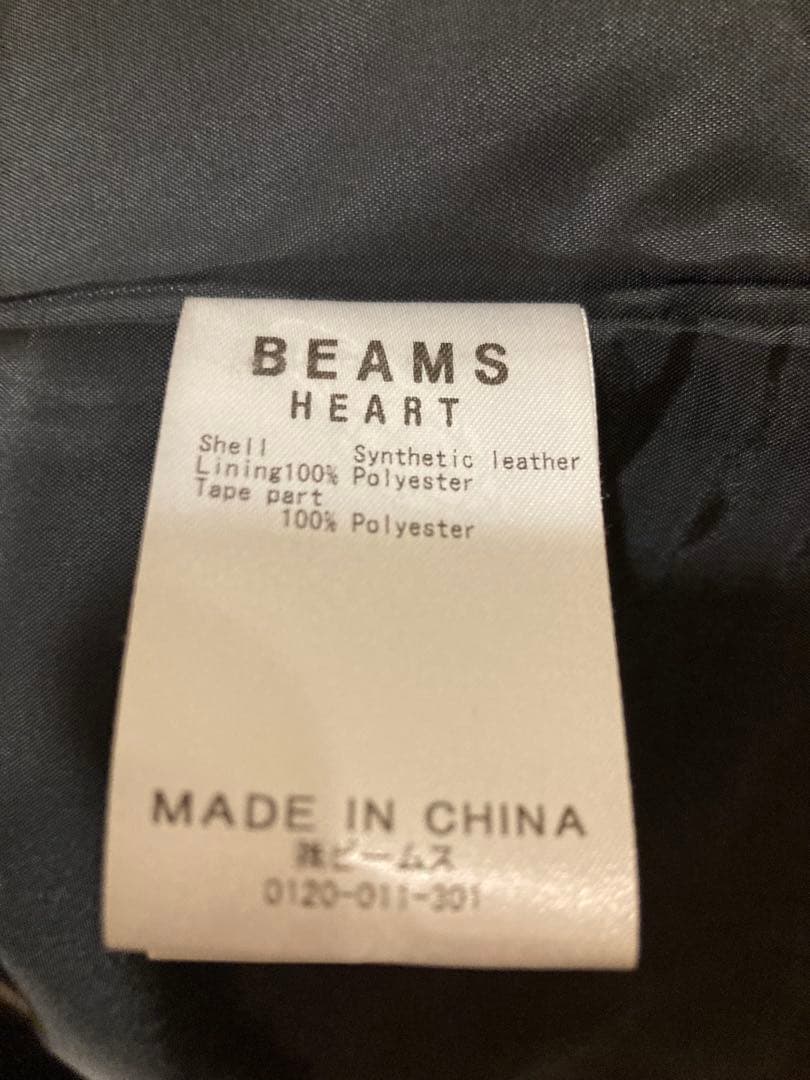 BEAMS
HEART
Shell Synthetic leather
Lining100% Polyester
Tape part
100% Polyester
MADE IN CHINA
㈱ビームス
0120-011-301